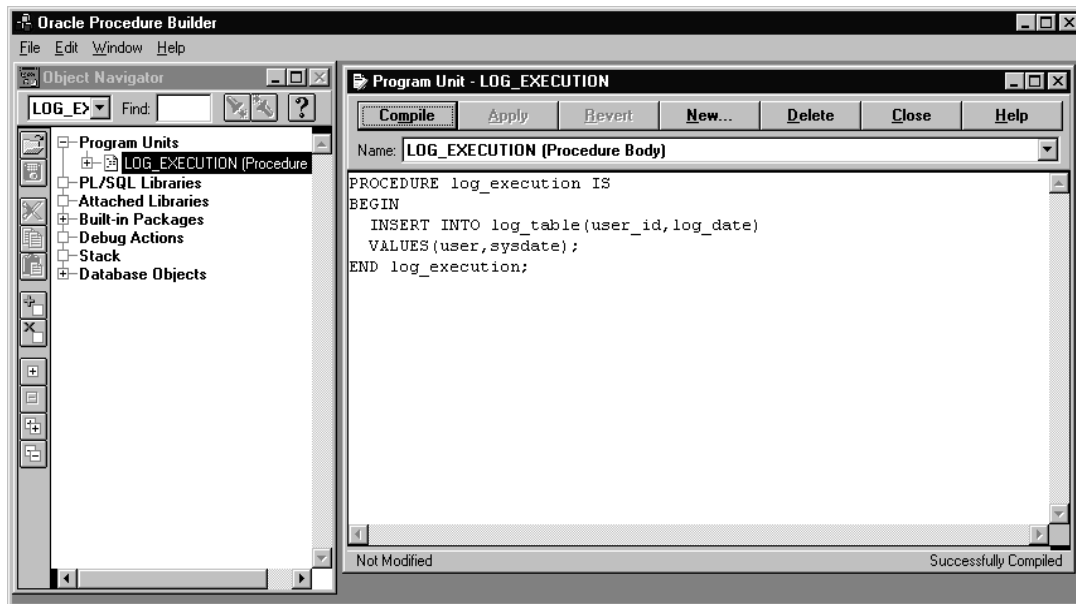 Oracle Procedure Builder
File Edit Window Help
Object Navigator
LOG_EX Find:
Program Units
LOG_EXECUTION (Procedure
PL/SQL Libraries
Attached Libraries
Built-in Packages
Debug Actions
Stack
Database Objects
Program Unit - LOG_EXECUTION
Compile Apply Revert New... Delete Close Help
Name: LOG_EXECUTION (Procedure Body)
PROCEDURE log_execution IS
BEGIN
INSERT INTO log_table(user_id,log_date)
VALUES(user,sysdate);
END log_execution;
Not Modified Successfully Compiled